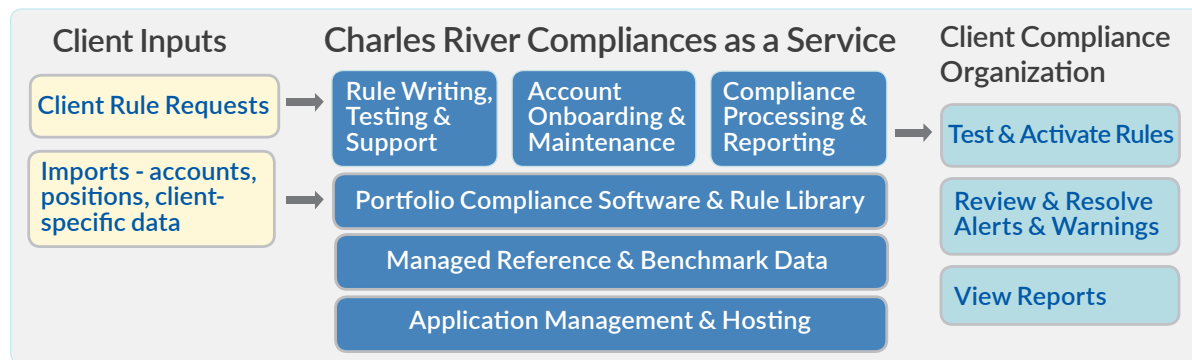 Client Inputs
Client Rule Requests
Imports - accounts,
positions, client-
specific data
Charles River Compliances as a Service
Rule Writing,
Testing &
Support
Account
Onboarding &
Maintenance
Compliance
Processing &
Reporting
Portfolio Compliance Software & Rule Library
Managed Reference & Benchmark Data
Application Management & Hosting
Client Compliance
Organization
Test & Activate Rules
Review & Resolve
Alerts & Warnings
View Reports